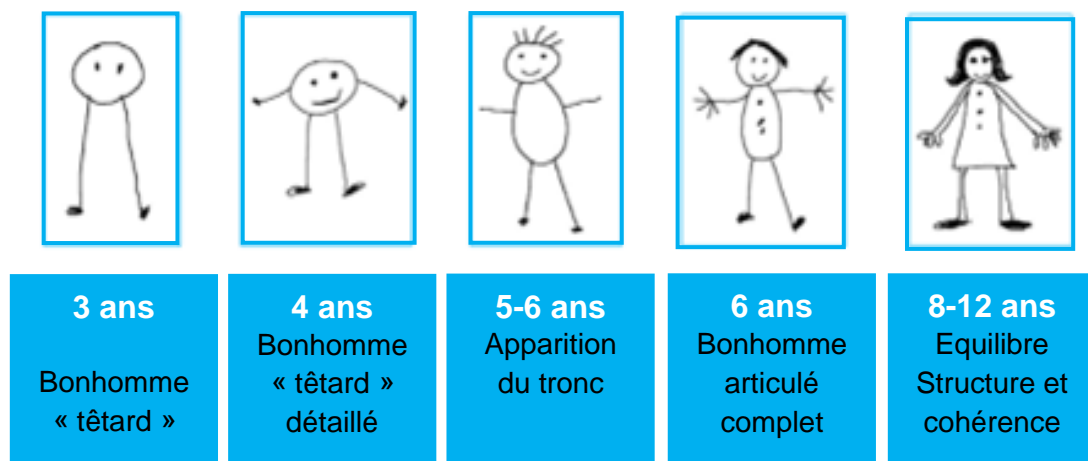 3 ans
Bonhomme
« têtard »
4 ans
Bonhomme
« têtard »
détaillé
5-6 ans
Apparition
du tronc
6 ans
Bonhomme
articulé
complet
8-12 ans
Equilibre
Structure et
cohérence